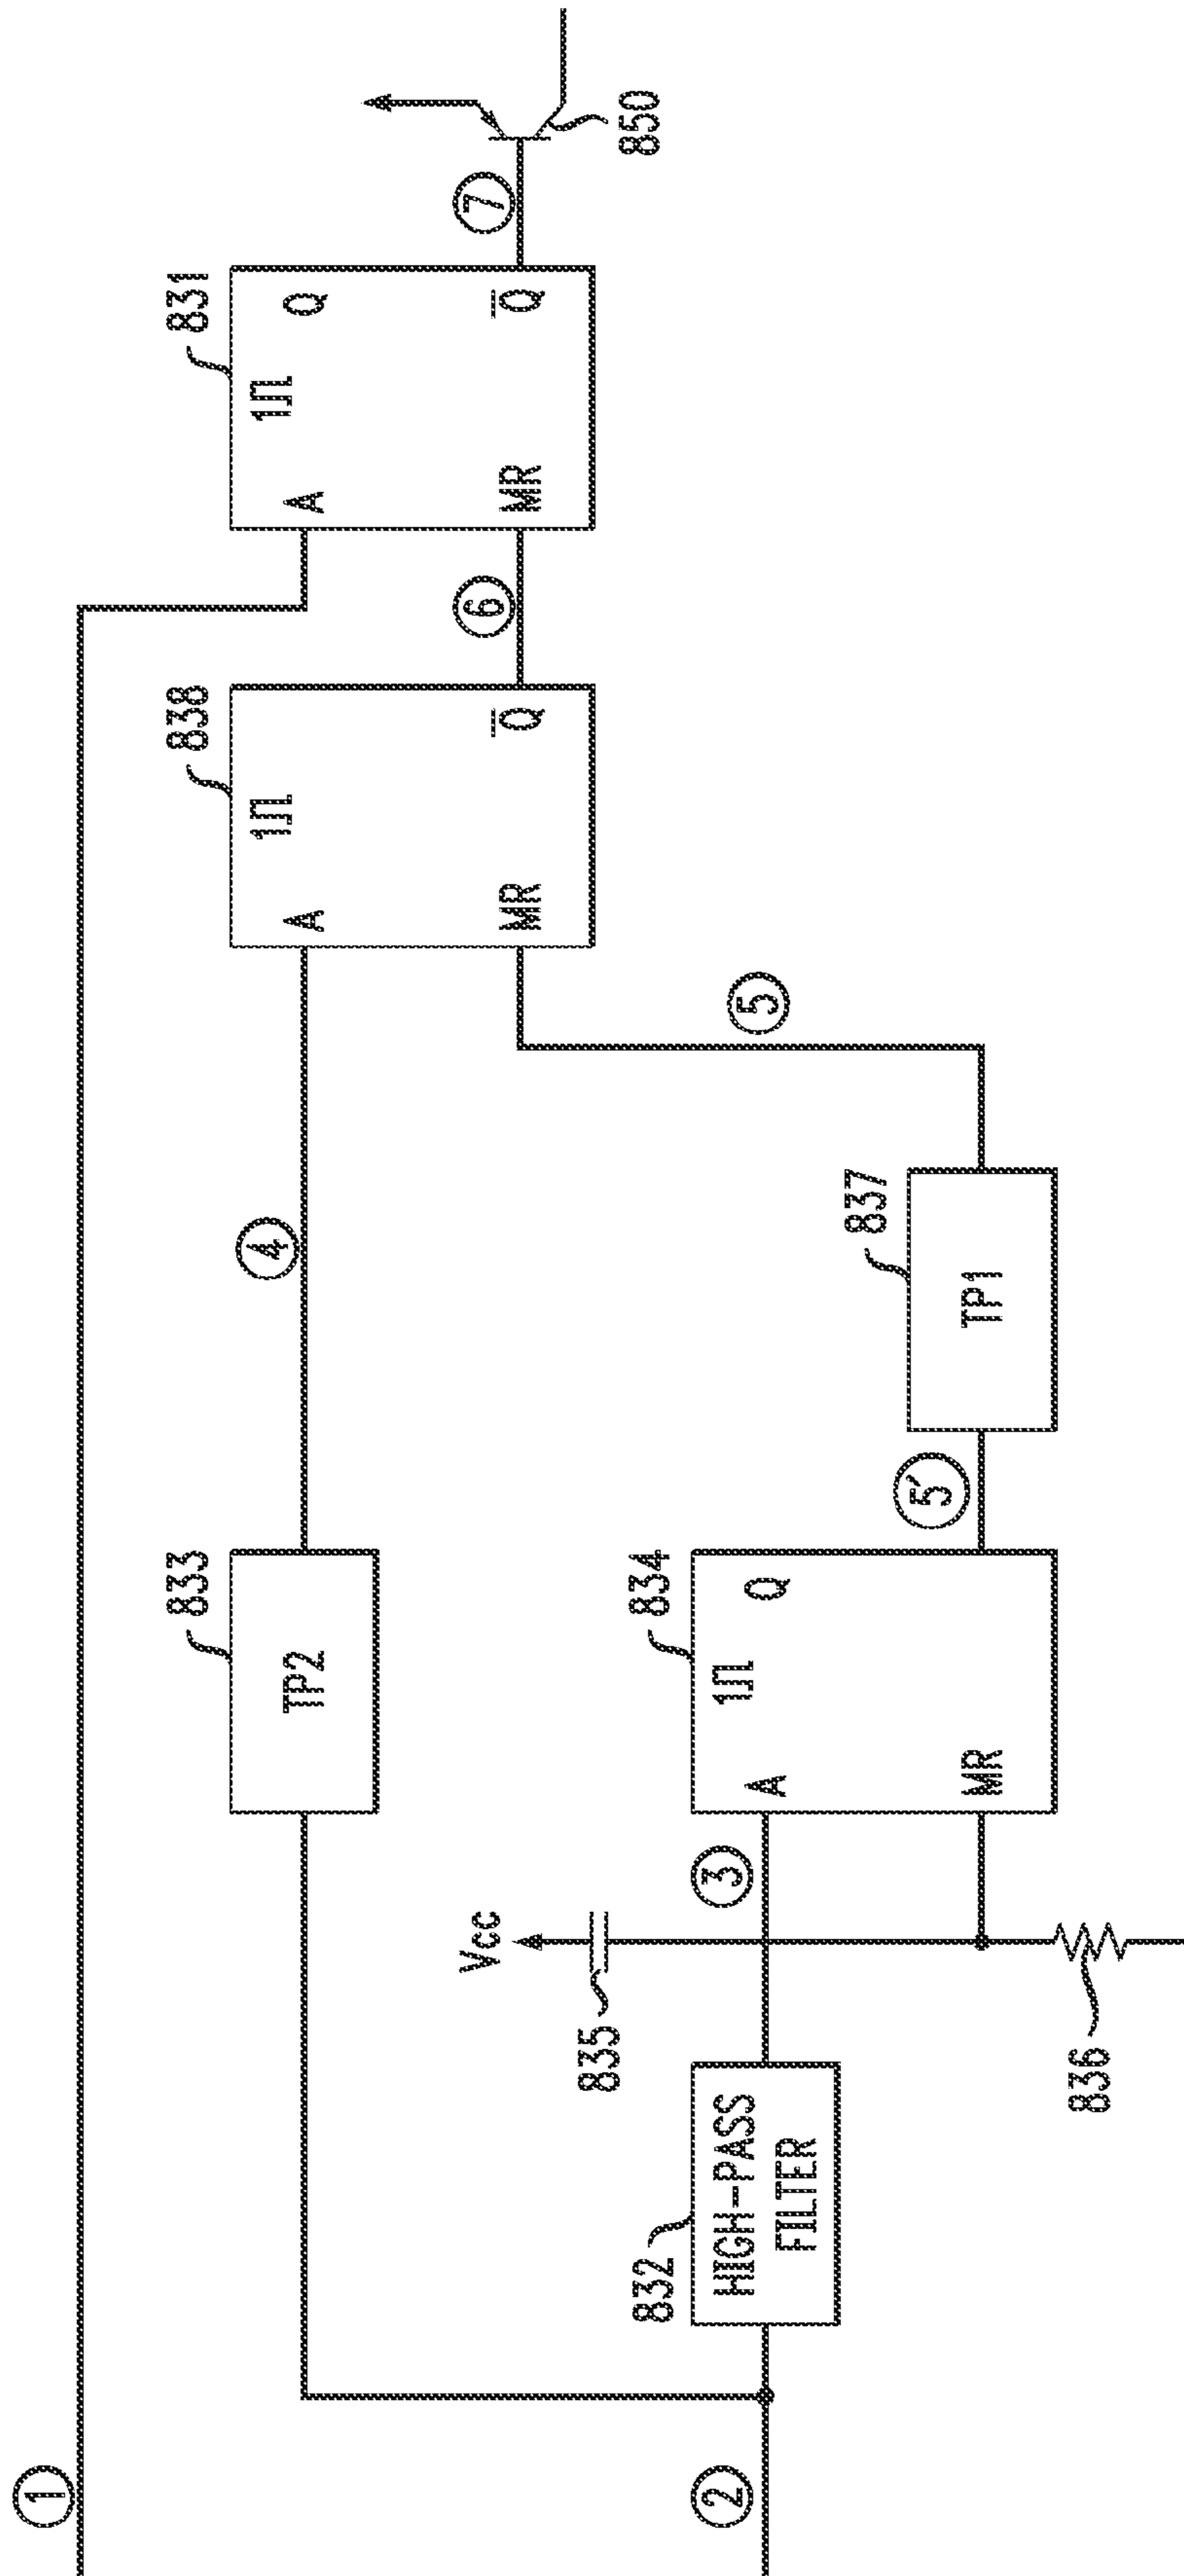 ①
②
832
HIGH-PASS
FILTER
③
Vcc
835
836
833
TP2
④
834
1⎍
A
Q
MR
5'
837
TP1
⑤
838
1⎍
A
MR
Q̅
⑥
831
1⎍
A
Q
MR
Q̅
⑦
850